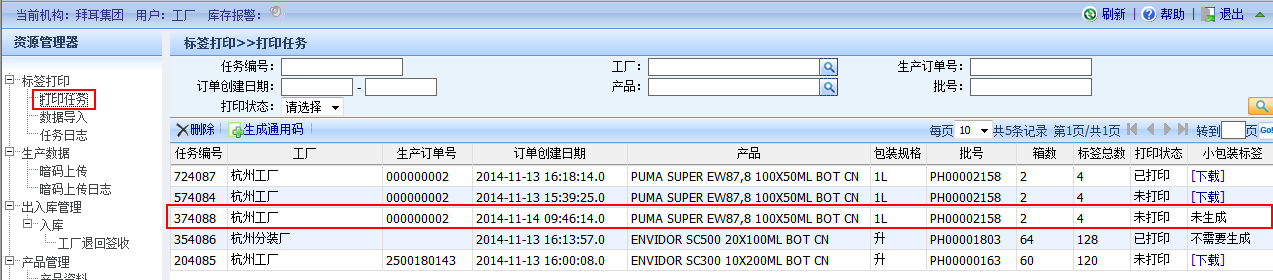 当前机构: 拜耳集团 用户: 工厂 库存报警: 刷新 | 帮助 | 退出
资源管理器
标签打印
打印任务
数据导入
任务日志
生产数据
暗码上传
暗码上传日志
出入库管理
入库
工厂退回签收
产品管理
产品资料
标签打印>>打印任务
任务编号: 工厂: 生产订单号:
订单创建日期: - 产品: 批号:
打印状态: 请选择
删除 生成通用码 每页 10 共5条记录 第1页/共1页 转到 页 Go!
任务编号 工厂 生产订单号 订单创建日期 产品 包装规格 批号 箱数 标签总数 打印状态 小包装标签
724087 杭州工厂 000000002 2014-11-13 16:18:14.0 PUMA SUPER EW87,8 100X50ML BOT CN 1L PH00002158 2 4 已打印 [下载]
574084 杭州工厂 000000002 2014-11-13 15:39:25.0 PUMA SUPER EW87,8 100X50ML BOT CN 1L PH00002158 2 4 未打印 [下载]
374088 杭州工厂 000000002 2014-11-14 09:46:14.0 PUMA SUPER EW87,8 100X50ML BOT CN 1L PH00002158 2 4 未打印 未生成
354086 杭州分装厂 2014-11-13 16:13:57.0 ENVIDOR SC500 20X100ML BOT CN 升 PH00001803 64 128 已打印 不需要生成
204085 杭州工厂 2500180143 2014-11-13 16:00:08.0 ENVIDOR SC300 10X200ML BOT CN 升 PH00000163 60 120 未打印 [下载]